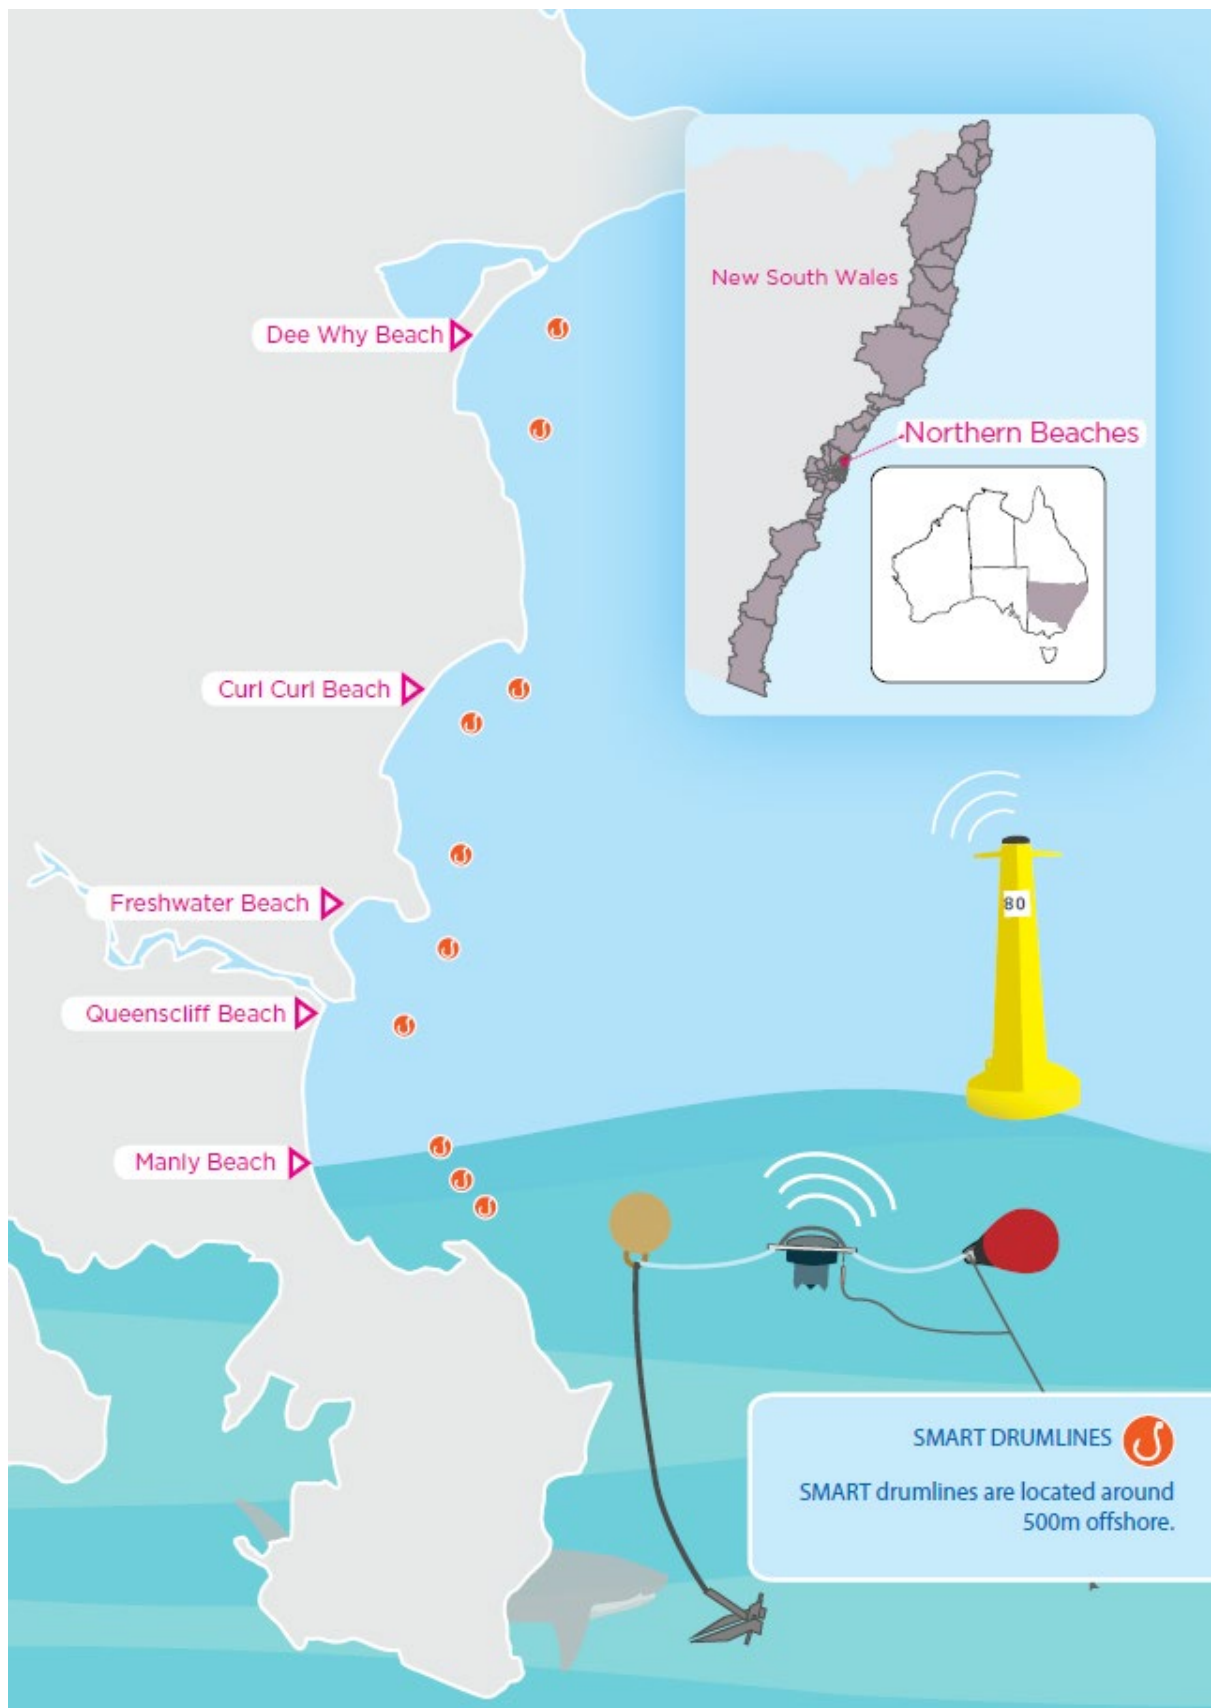 New South Wales
Dee Why Beach
Northern Beaches
Curl Curl Beach
80
Freshwater Beach
Queenscliff Beach
Manly Beach
SMART DRUMLINES
SMART drumlines are located around
500m offshore.